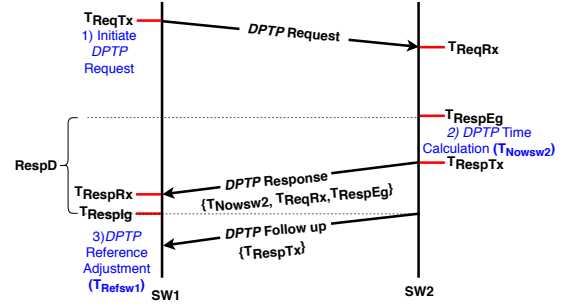 TReqTx
1) Initiate
DPTP
Request
DPTP Request
TReqRx
TRespEg
2) DPTP Time
Calculation (TNowsw2)
RespD
TRespTx
DPTP Response
{TNowsw2, TReqRx,TRespEg}
TRespRx
TRespIg
DPTP Follow up
{TRespTx}
3)DPTP
Reference
Adjustment
(TRefsw1)
SW1
SW2